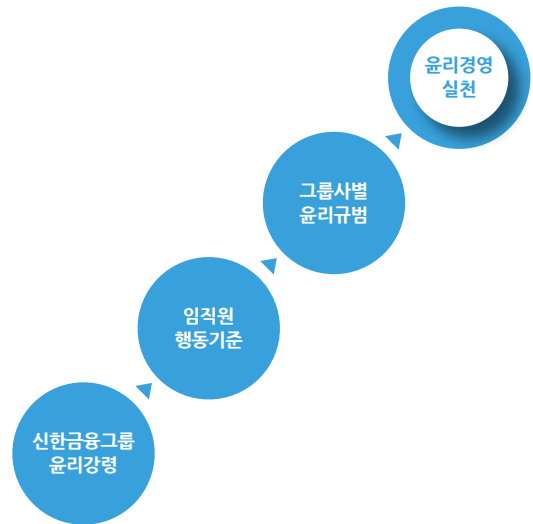 윤리경영
실천
그룹사별
윤리규범
임직원
행동기준
신한금융그룹
윤리강령